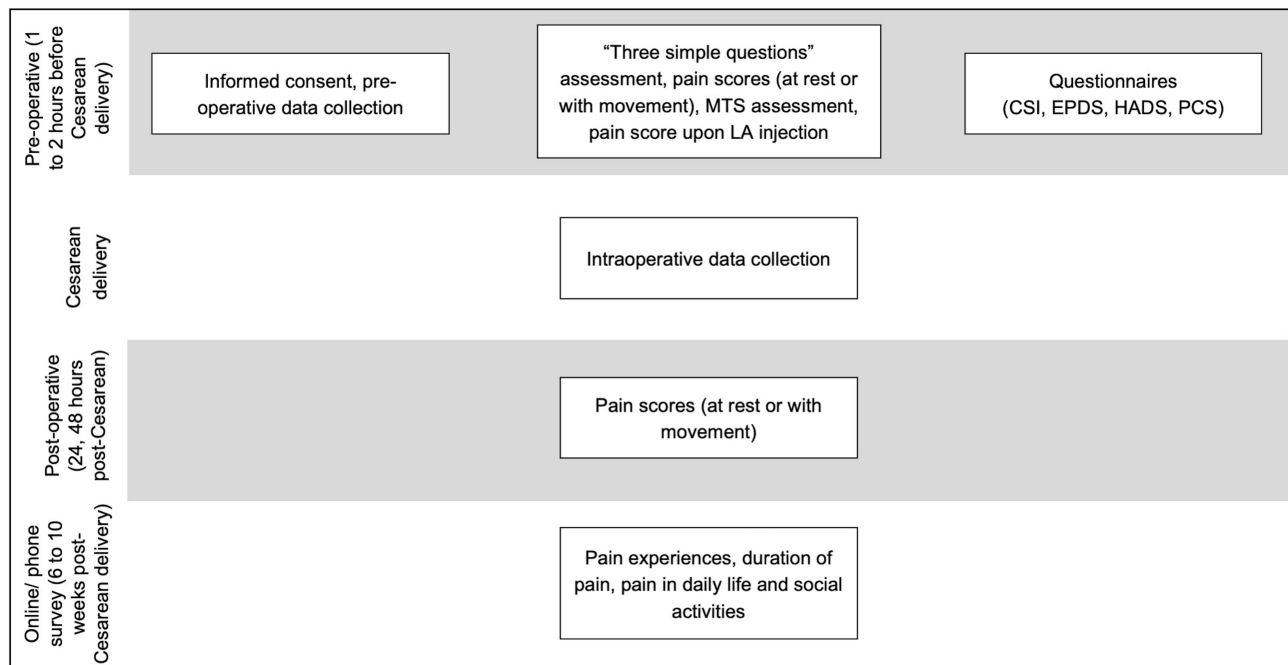 Pre-operative (1
to 2 hours before
Cesarean
delivery)
Informed consent, pre-
operative data collection
“Three simple questions”
assessment, pain scores (at rest or
with movement), MTS assessment,
pain score upon LA injection
Questionnaires
(CSI, EPDS, HADS, PCS)
Cesarean
delivery
Intraoperative data collection
Post-operative
(24, 48 hours
post-Cesarean)
Pain scores (at rest or with
movement)
Online/ phone
survey (6 to 10
weeks post-
Cesarean delivery)
Pain experiences, duration of
pain, pain in daily life and social
activities